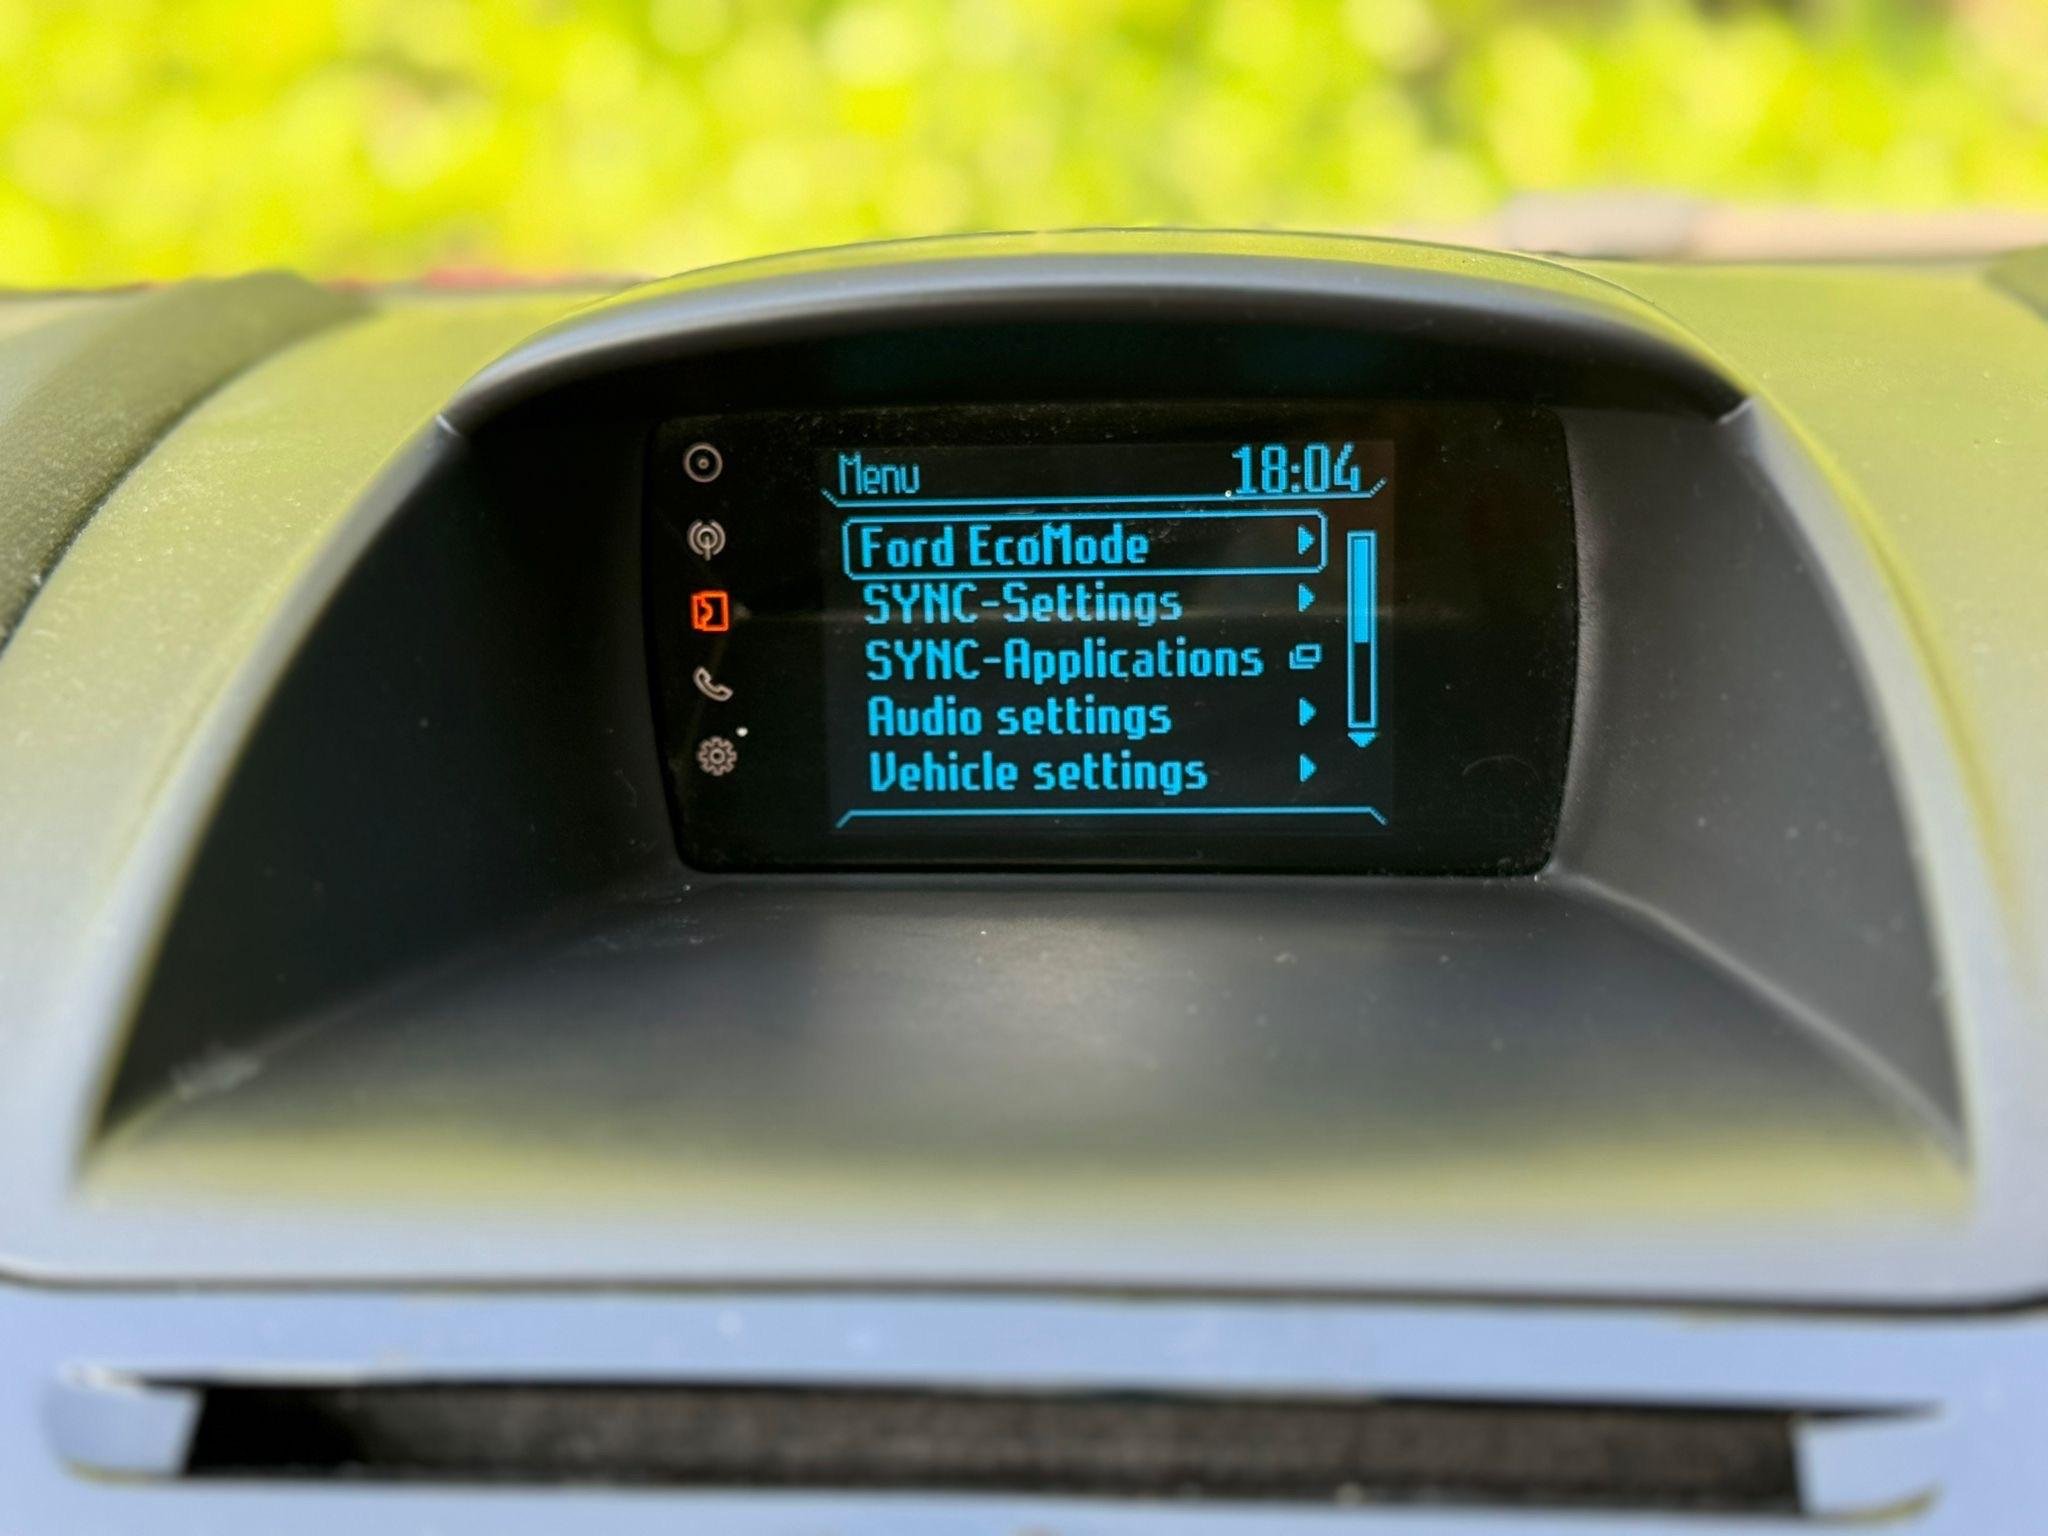 Menu 18:04
Ford EcoMode
SYNC-Settings
SYNC-Applications
Audio settings
Vehicle settings